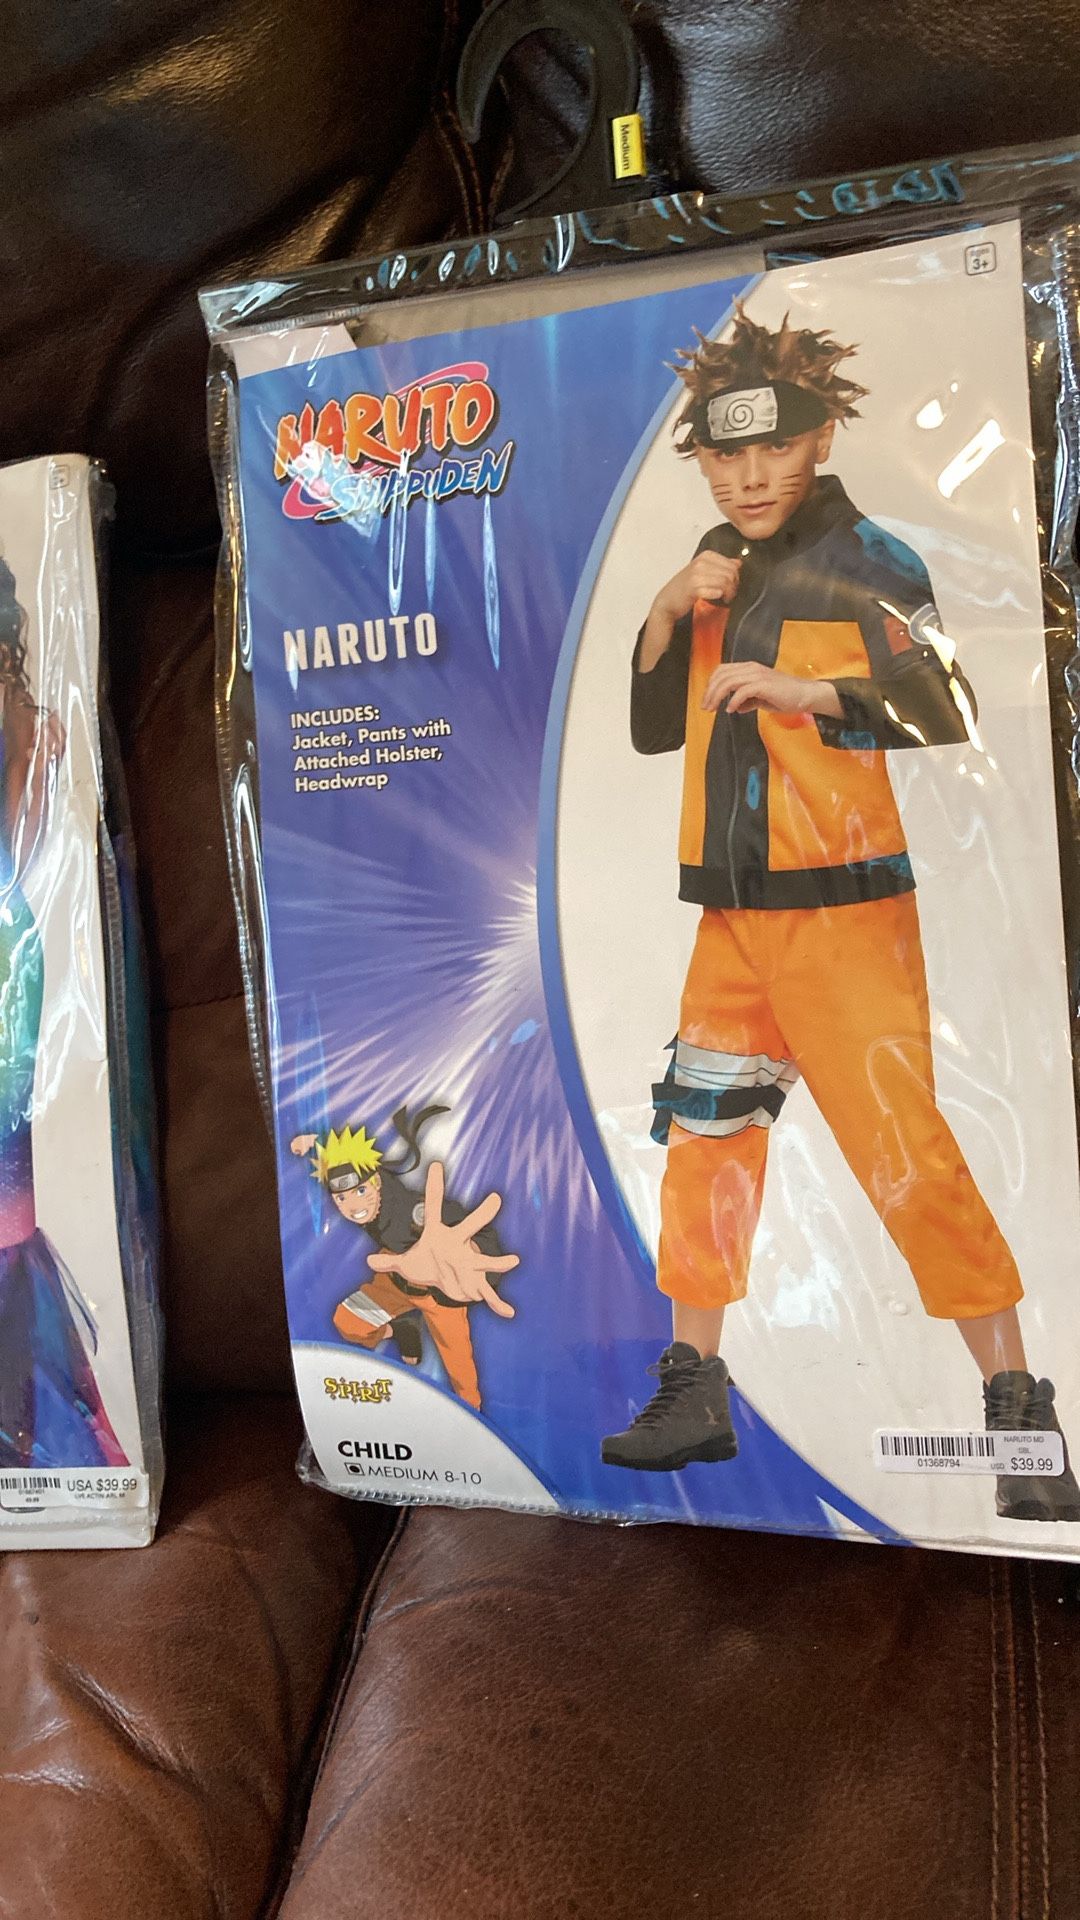 Medium
ages
3+
NARUTO
SHIPPUDEN
NARUTO
INCLUDES:
Jacket, Pants with
Attached Holster,
Headwrap
SPIRIT
CHILD
MEDIUM 8-10
NARUTO MD
01368794
USD $39.99
USA $39.99